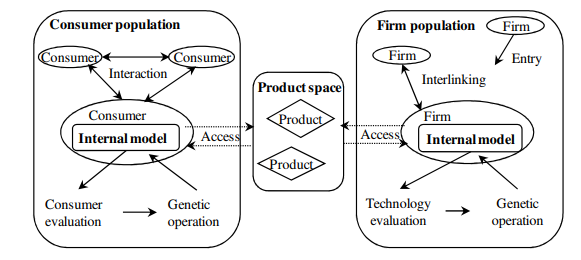 Consumer population
Consumer
Consumer
Interaction
Consumer
Internal model
Access
Consumer
evaluation
Genetic
operation
Product space
Product
Product
Firm population
Firm
Entry
Firm
Interlinking
Firm
Internal model
Access
Technology
evaluation
Genetic
operation